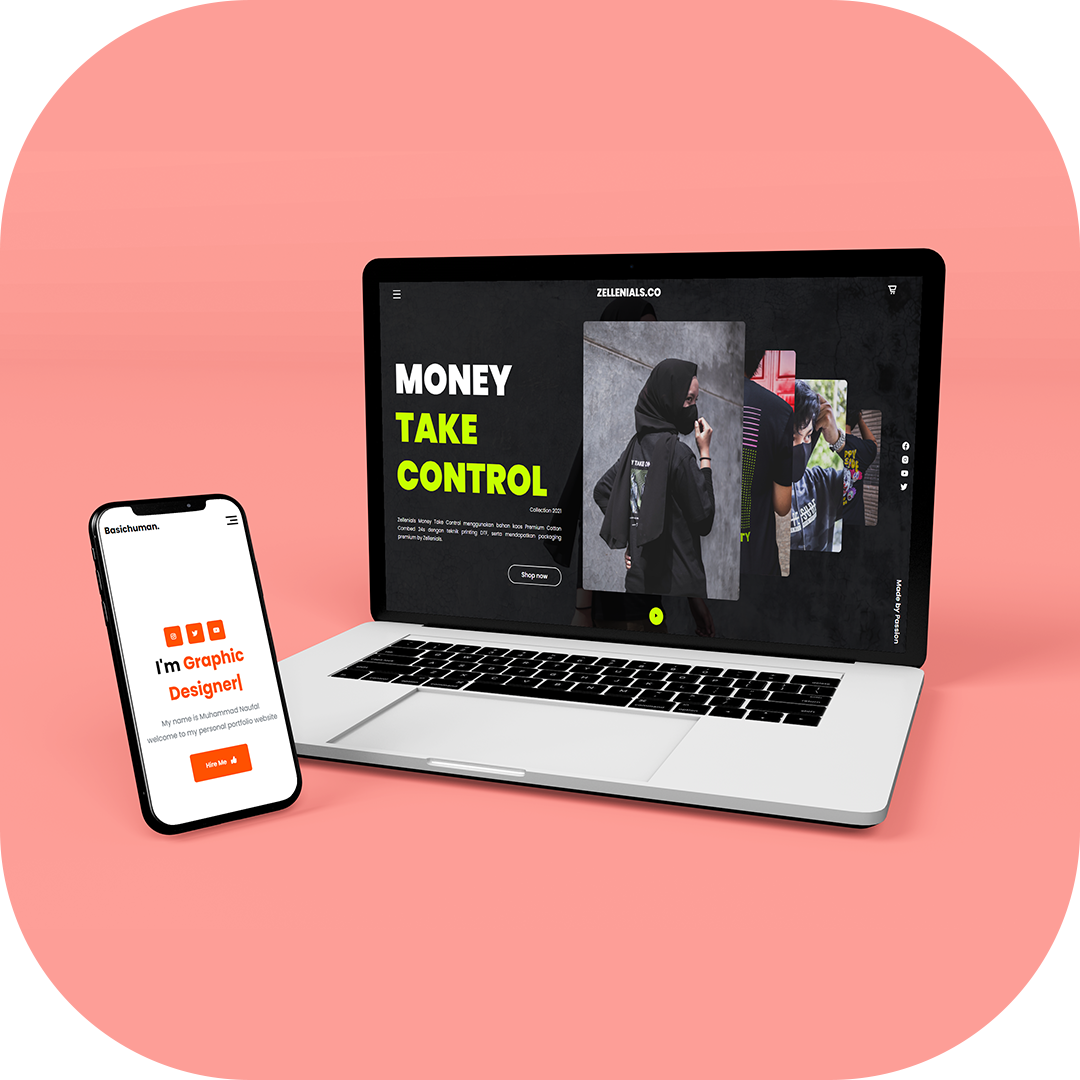 ZELLENIALS.CO
MONEY
TAKE
CONTROL
Collection 2021
Zellenials Money Take Control menggunakan bahan kaos Premium Cotton
Combed 24s dengan teknik printing DTF, serta mendapatkan packaging
premium by Zellenials.
Shop now
Made by Passion
Basichuman.
I'm Graphic
Designer|
My name is Muhammad Naufal
welcome to my personal portfolio website
Hire Me